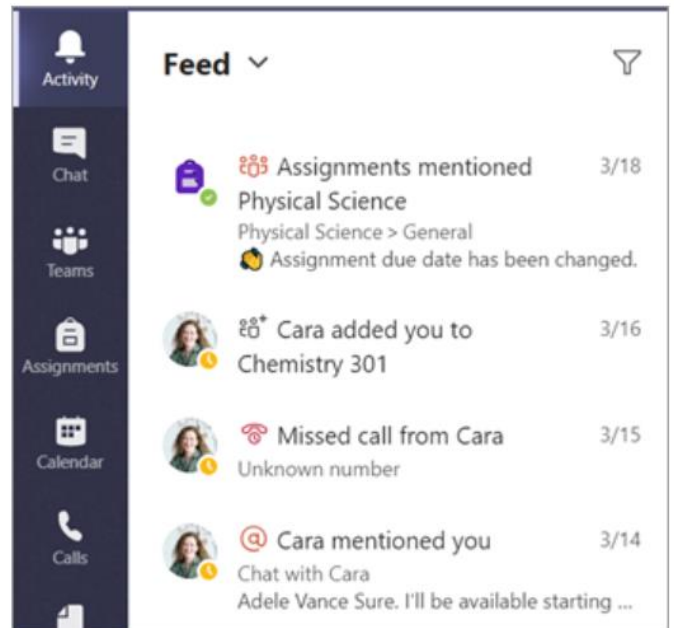 Activity
Chat
Teams
Assignments
Calendar
Calls
Feed
Assignments mentioned 3/18
Physical Science
Physical Science > General
Assignment due date has been changed.
Cara added you to 3/16
Chemistry 301
Missed call from Cara 3/15
Unknown number
@ Cara mentioned you 3/14
Chat with Cara
Adele Vance Sure. I'll be available starting ...